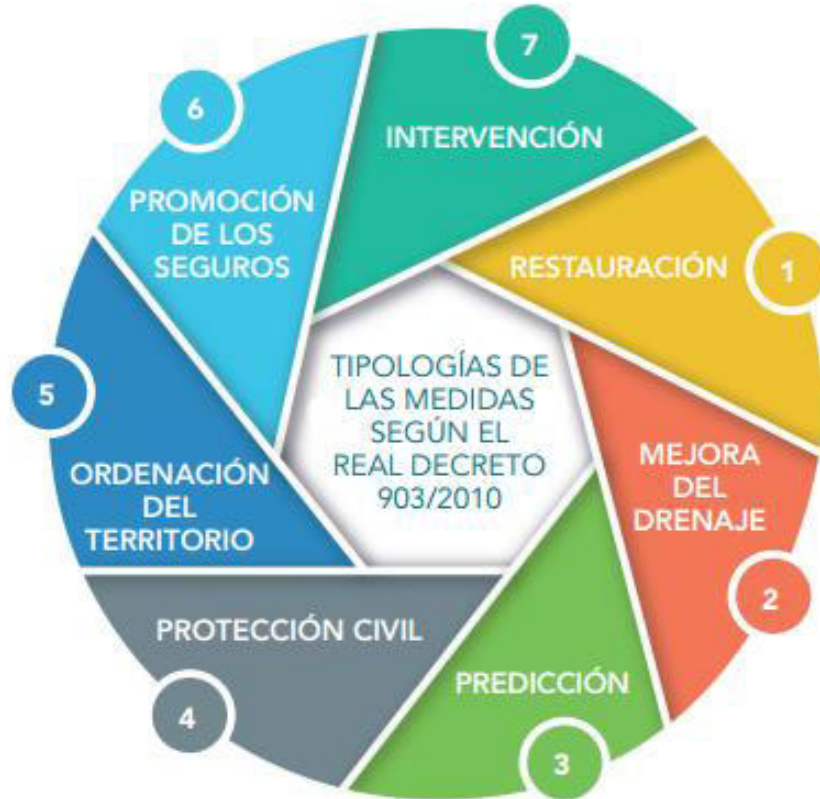 TIPOLOGÍAS DE
LAS MEDIDAS
SEGÚN EL
REAL DECRETO
903/2010
1
RESTAURACIÓN
2
MEJORA
DEL
DRENAJE
3
PREDICCIÓN
4
PROTECCIÓN CIVIL
5
ORDENACIÓN
DEL
TERRITORIO
6
PROMOCIÓN
DE LOS
SEGUROS
7
INTERVENCIÓN